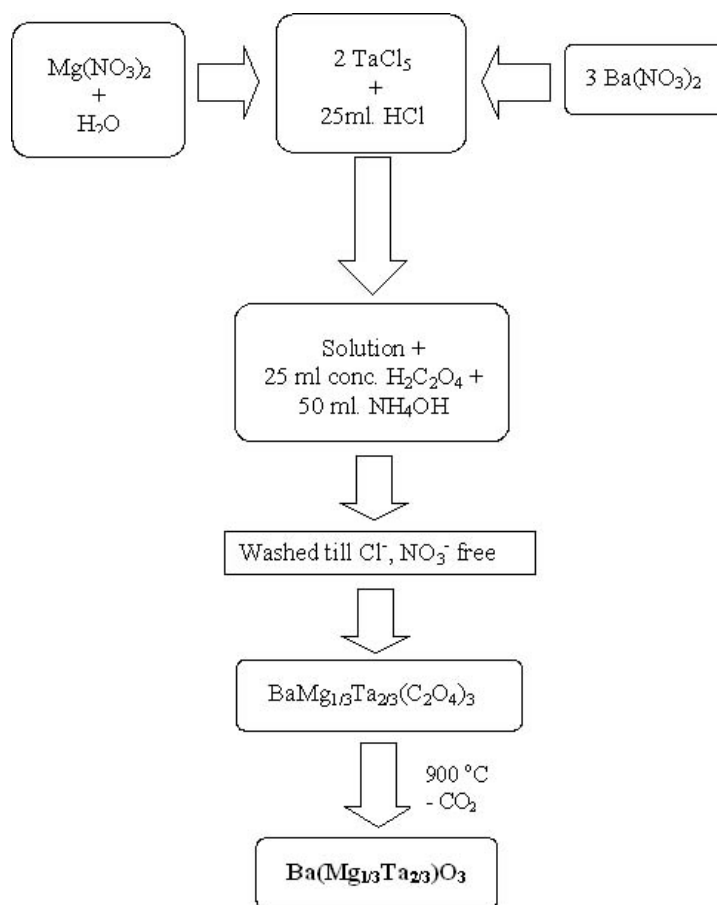 Mg(NO₃)₂
+
H₂O
2 TaCl₅
+
25ml. HCl
3 Ba(NO₃)₂
Solution +
25 ml conc. H₂C₂O₄ +
50 ml. NH₄OH
Washed till Cl⁻, NO₃⁻ free
BaMg₁/₃Ta₂/₃(C₂O₄)₃
900 °C
- CO₂
Ba(Mg₁/₃Ta₂/₃)O₃